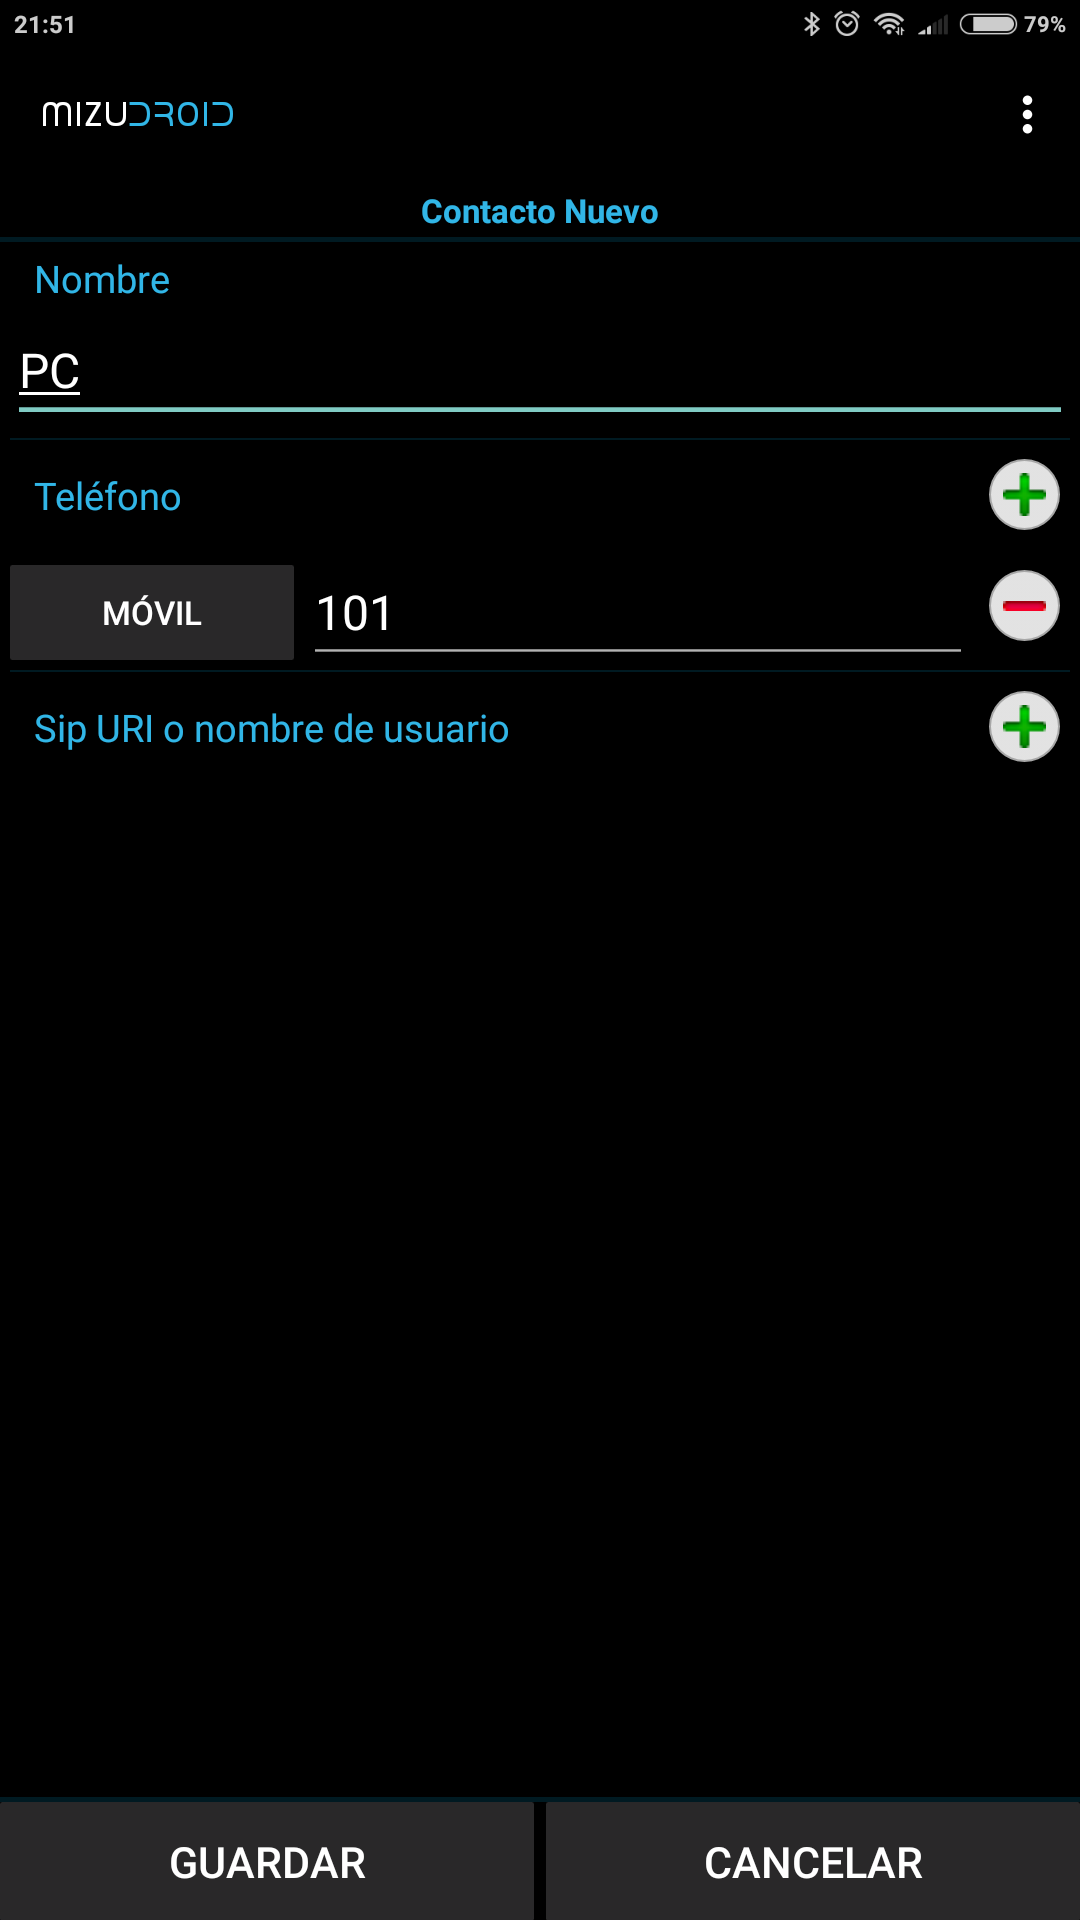 21:51 79%
MIZUDROID
Contacto Nuevo
Nombre
PC
Teléfono
MÓVIL 101
Sip URI o nombre de usuario
GUARDAR CANCELAR